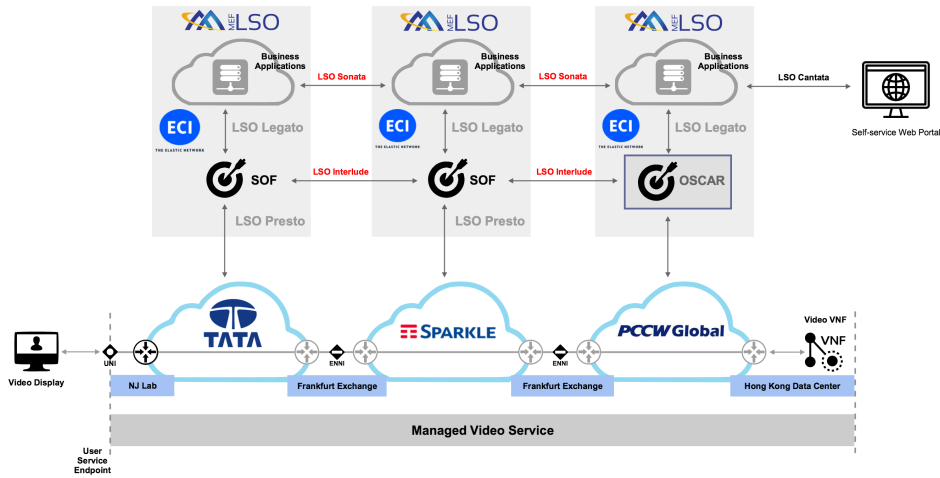 MEF LSO
MEF LSO
MEF LSO
Business
Applications
Business
Applications
Business
Applications
LSO Sonata
LSO Sonata
LSO Cantata
Self-service Web Portal
ECI
THE ELASTIC NETWORK
LSO Legato
ECI
THE ELASTIC NETWORK
LSO Legato
ECI
THE ELASTIC NETWORK
LSO Legato
SOF
LSO Interlude
SOF
LSO Interlude
OSCAR
LSO Presto
LSO Presto
TATA
SPARKLE
PCCW Global
Video VNF
VNF
UNI
ENNI
ENNI
Video Display
NJ Lab
Frankfurt Exchange
Frankfurt Exchange
Hong Kong Data Center
Managed Video Service
User
Service
Endpoint